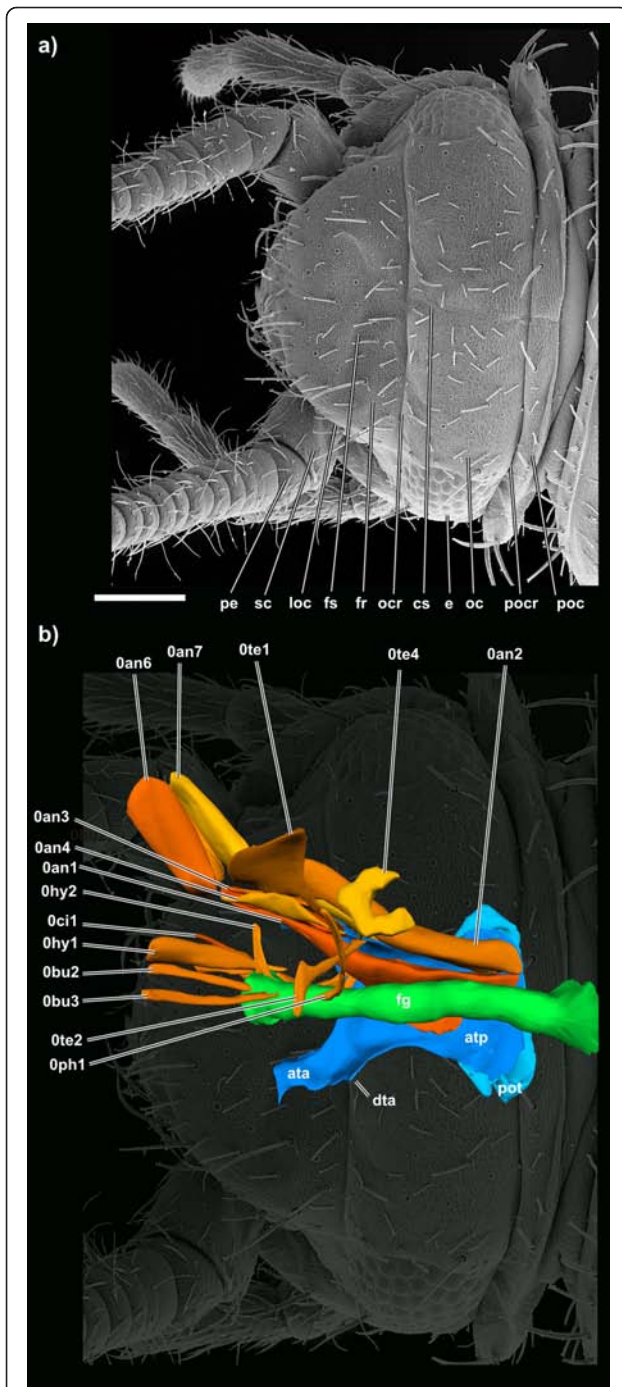 a)
pe sc loc fs fr ocr cs e oc pocr poc
b)
0an6 0an7 0te1 0te4 0an2
0an3
0an4
0an1
0hy2
0ci1
0hy1
0bu2
0bu3
0te2
0ph1
fg
atp
ata
dta
pot